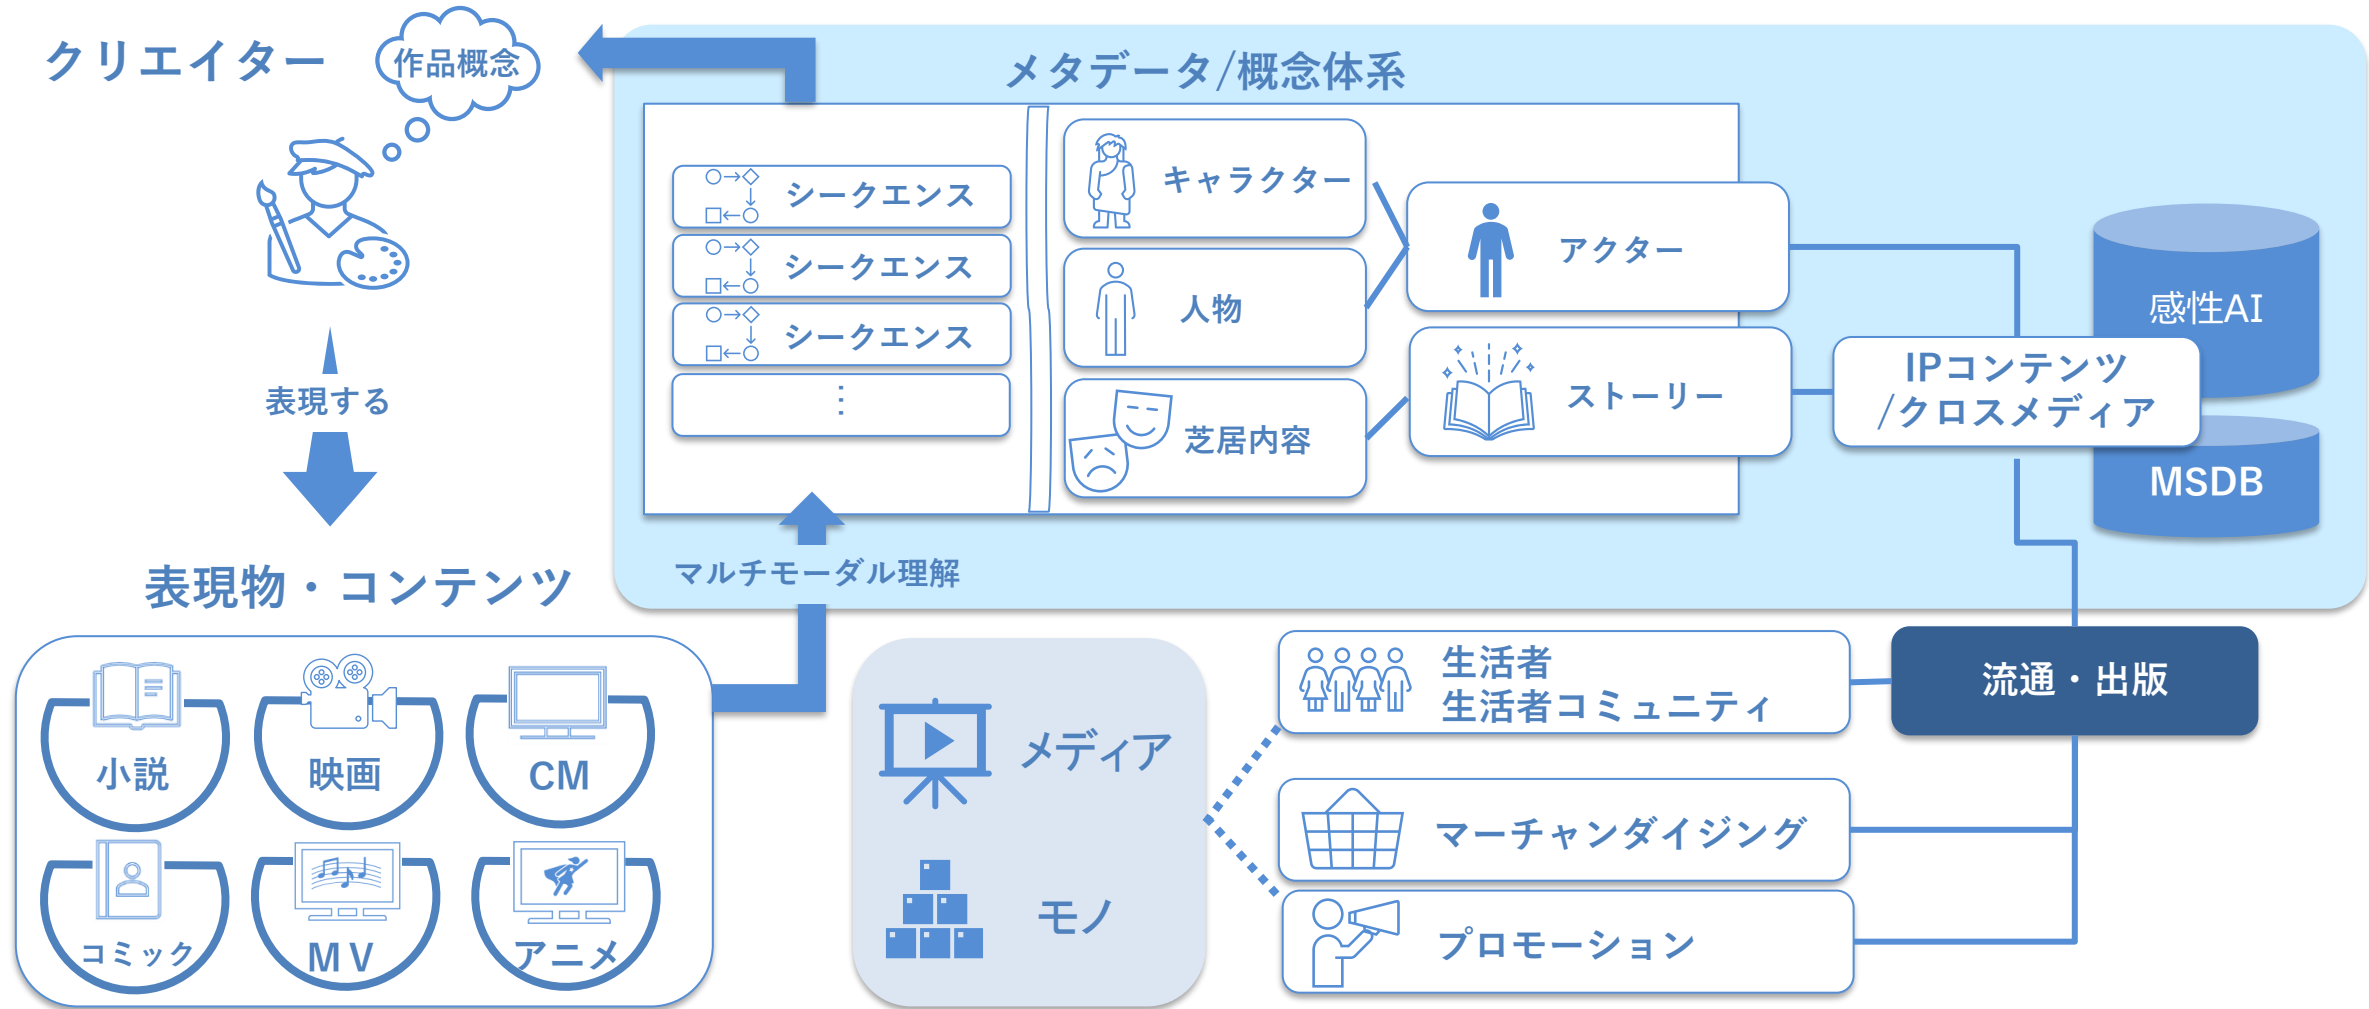 クリエイター
作品概念
表現する
表現物・コンテンツ
小説
映画
CM
コミック
ＭＶ
アニメ
メタデータ/概念体系
シークエンス
シークエンス
シークエンス
⋮
キャラクター
人物
芝居内容
アクター
ストーリー
感性AI
IPコンテンツ
/クロスメディア
MSDB
マルチモーダル理解
メディア
モノ
生活者
生活者コミュニティ
マーチャンダイジング
プロモーション
流通・出版